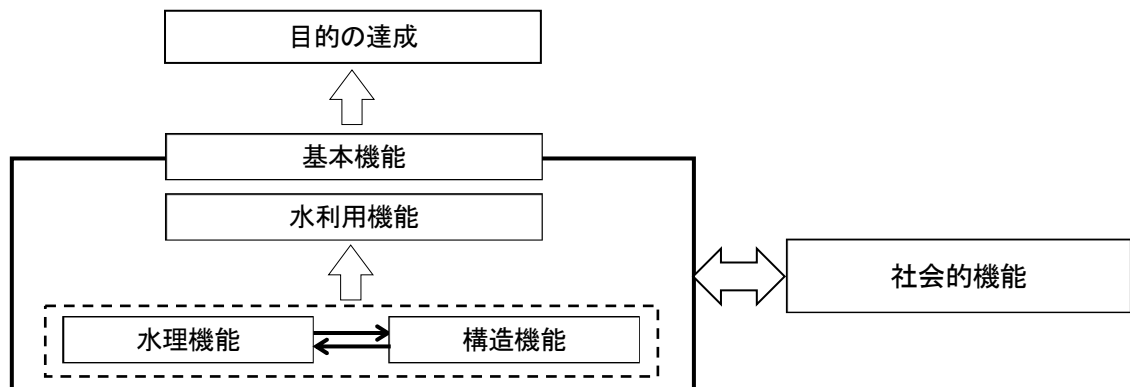 目的の達成
基本機能
水利用機能
社会的機能
水理機能
構造機能